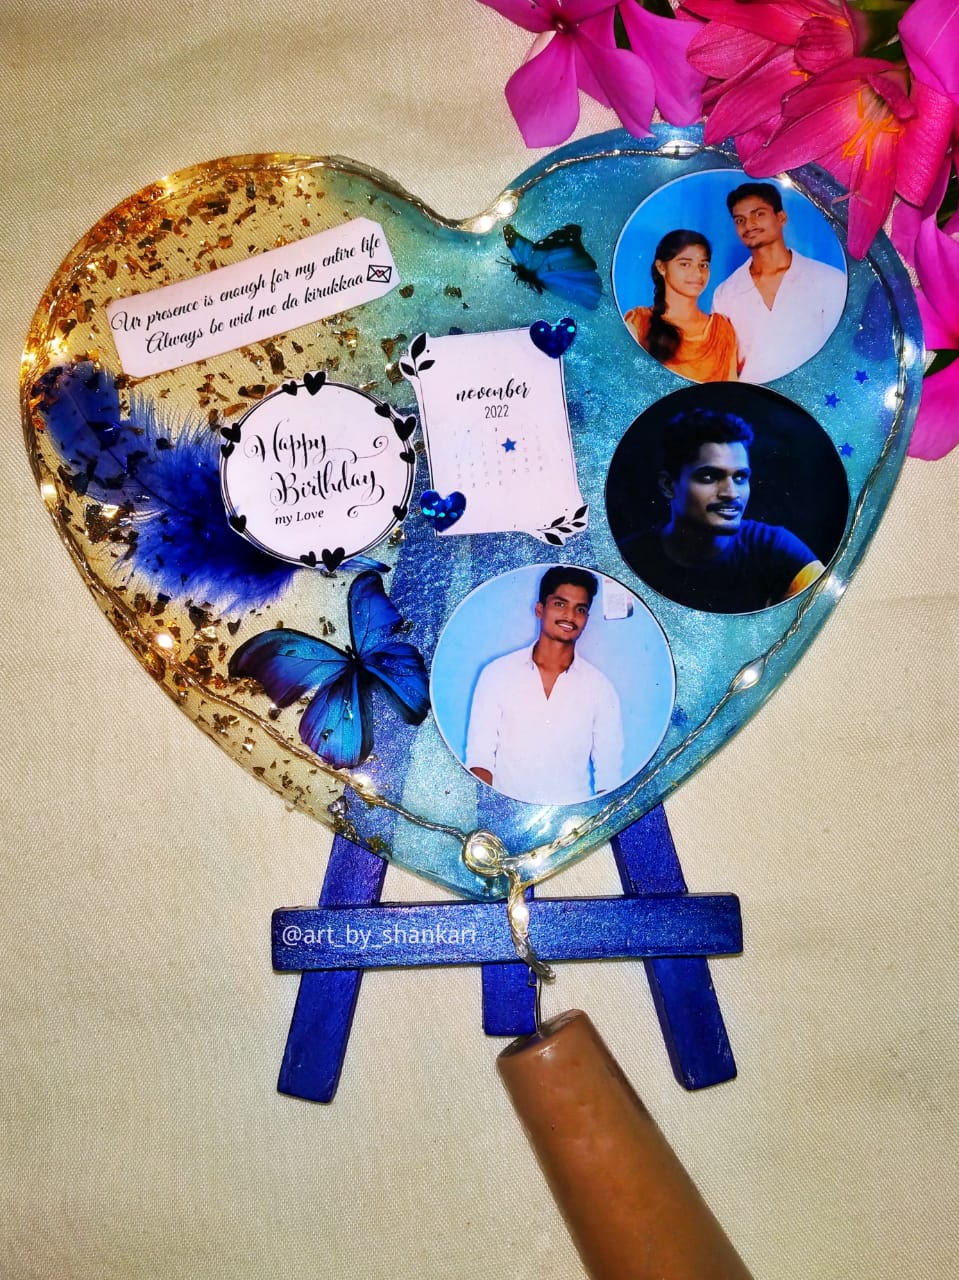 Ur presence is enough for my entire life
Always be wid me da kirukkaa
Happy
Birthday
my Love
november
2022
@art_by_shankari